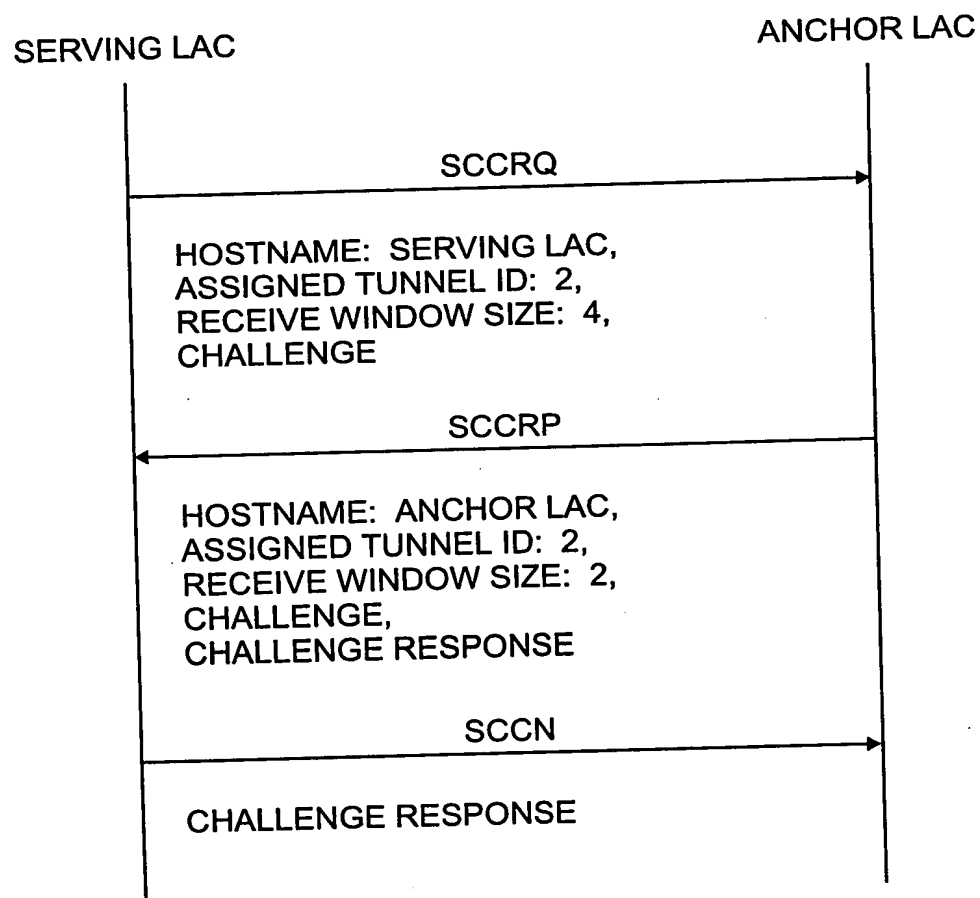 SERVING LAC
ANCHOR LAC
SCCRQ
HOSTNAME: SERVING LAC,
ASSIGNED TUNNEL ID: 2,
RECEIVE WINDOW SIZE: 4,
CHALLENGE
SCCRP
HOSTNAME: ANCHOR LAC,
ASSIGNED TUNNEL ID: 2,
RECEIVE WINDOW SIZE: 2,
CHALLENGE,
CHALLENGE RESPONSE
SCCN
CHALLENGE RESPONSE